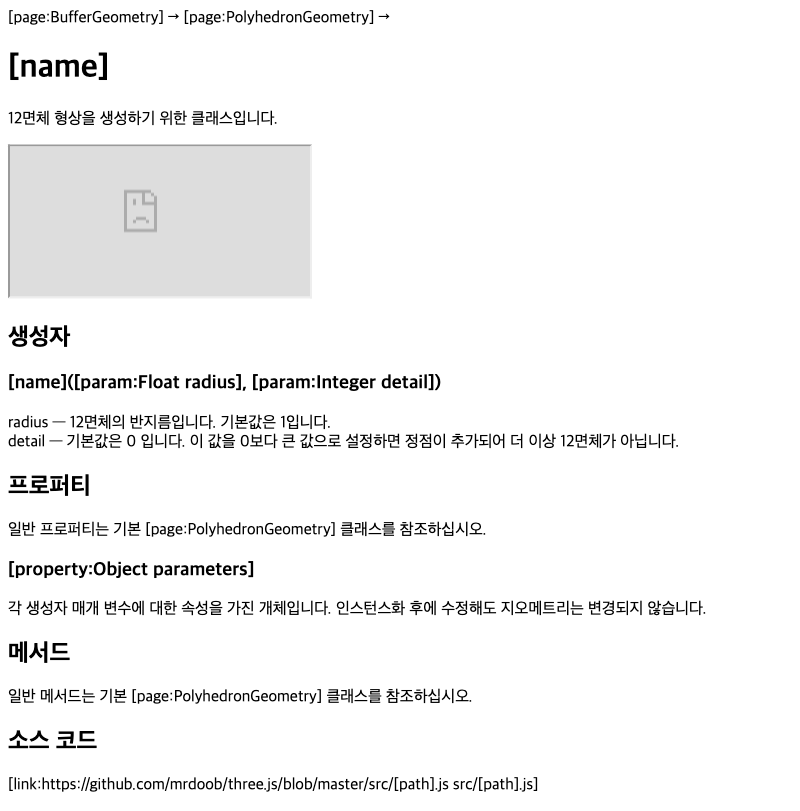 [page:BufferGeometry] → [page:PolyhedronGeometry] →
[name]
12면체 형상을 생성하기 위한 클래스입니다.
생성자
[name]([param:Float radius], [param:Integer detail])
radius — 12면체의 반지름입니다. 기본값은 1입니다.
detail — 기본값은 0 입니다. 이 값을 0보다 큰 값으로 설정하면 정점이 추가되어 더 이상 12면체가 아닙니다.
프로퍼티
일반 프로퍼티는 기본 [page:PolyhedronGeometry] 클래스를 참조하십시오.
[property:Object parameters]
각 생성자 매개 변수에 대한 속성을 가진 개체입니다. 인스턴스화 후에 수정해도 지오메트리는 변경되지 않습니다.
메서드
일반 메서드는 기본 [page:PolyhedronGeometry] 클래스를 참조하십시오.
소스 코드
[link:https://github.com/mrdoob/three.js/blob/master/src/[path].js src/[path].js]